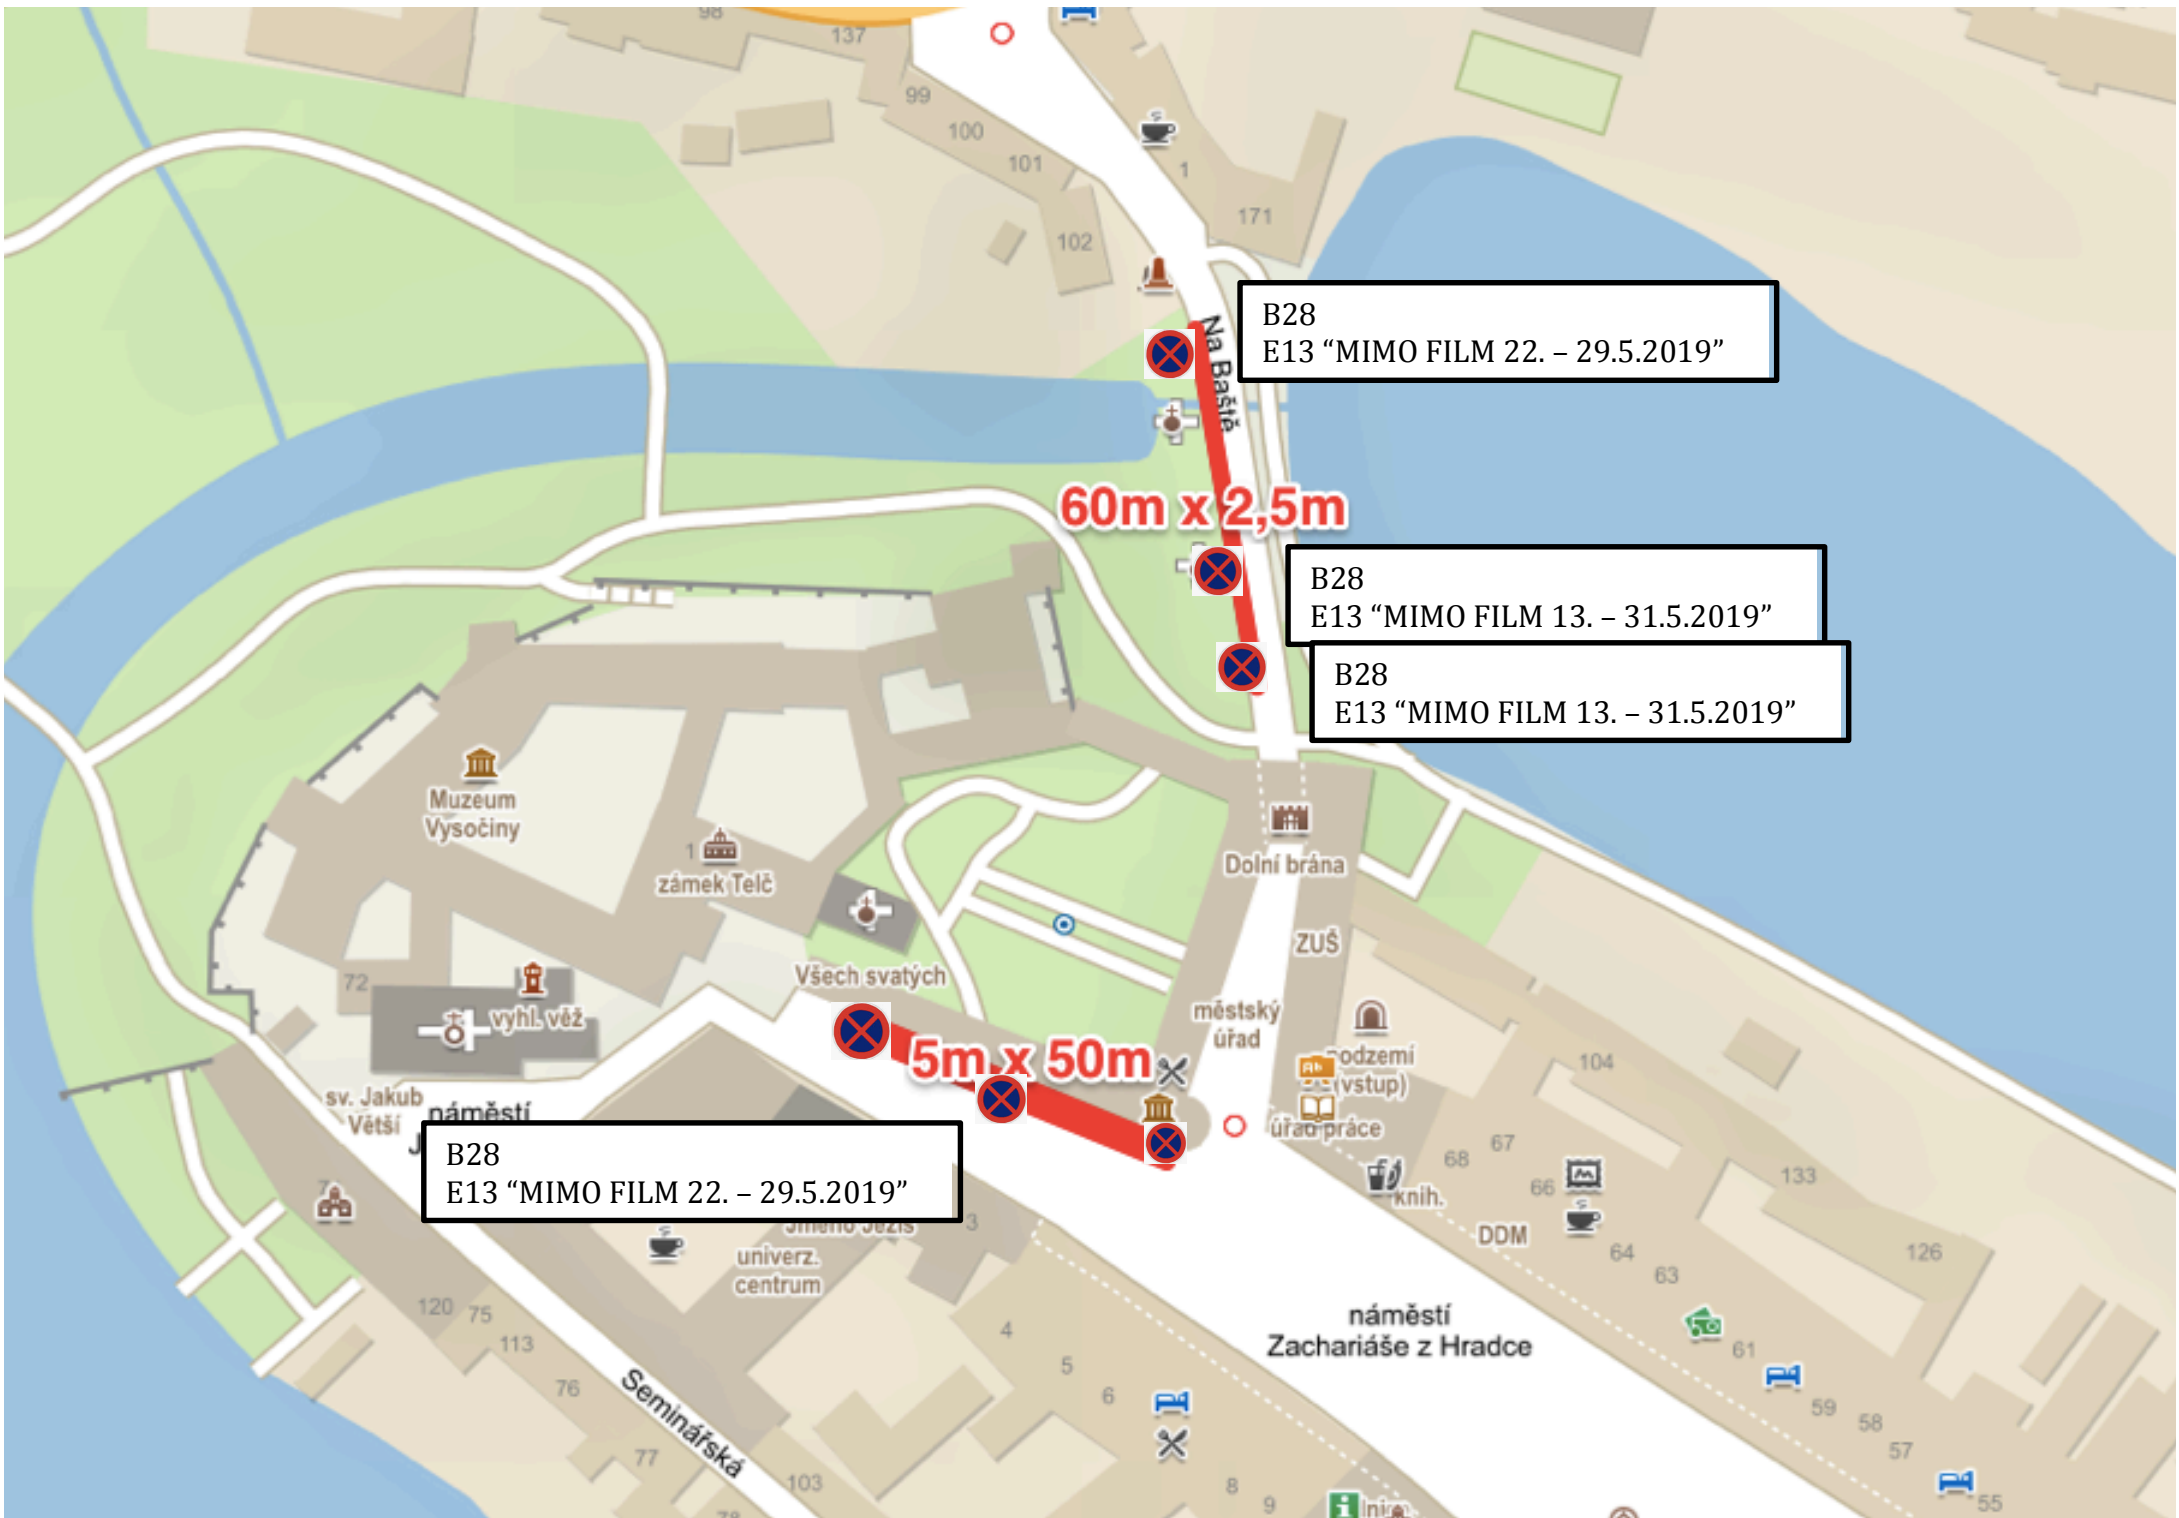 98
137
99
100
101
1
102
171
B28
E13 “MIMO FILM 22. – 29.5.2019”
Na Baště
60m x 2,5m
B28
E13 “MIMO FILM 13. – 31.5.2019”
B28
E13 “MIMO FILM 13. – 31.5.2019”
Muzeum
Vysočiny
1
zámek Telč
Dolní brána
ZUŠ
Všech svatých
72
vyhl. věž
městský
úřad
5m x 50m
podzemí
(vstup)
104
sv. Jakub
Větší
náměstí
úřad práce
B28
E13 “MIMO FILM 22. – 29.5.2019”
68
67
66
133
knih.
DDM
7
Jméno Ježíš
3
univerz.
centrum
64
63
126
120
75
113
76
4
5
6
náměstí
Zachariáše z Hradce
61
59
58
57
55
Seminářská
77
103
8
9